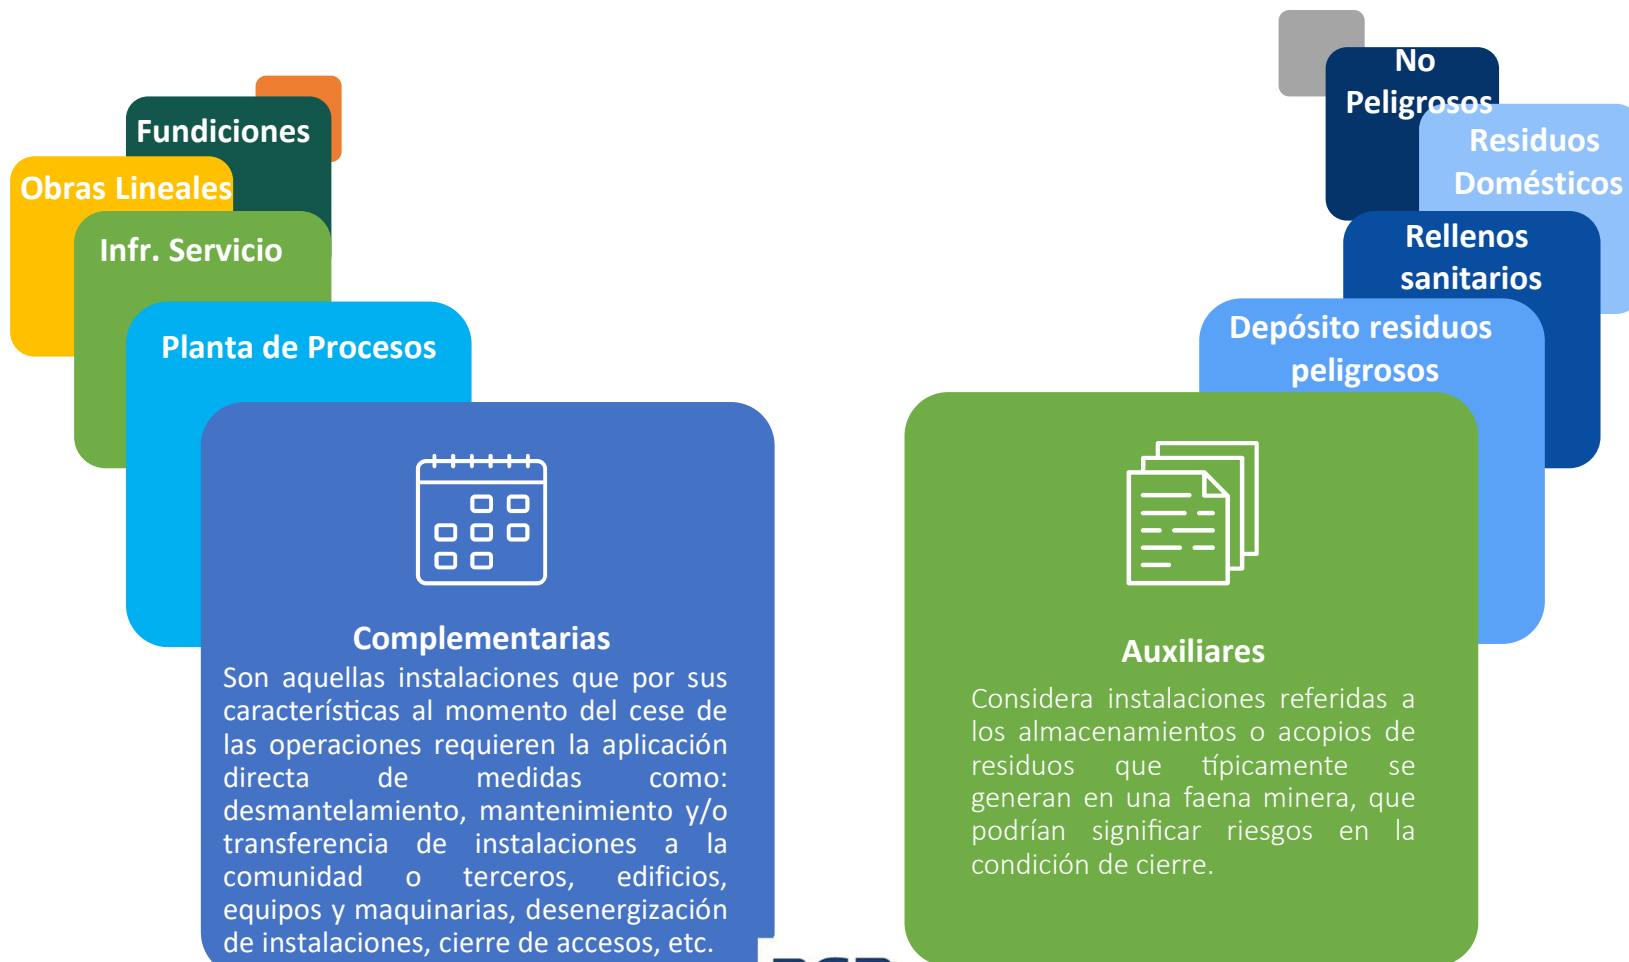 Fundiciones
Obras Lineales
Infr. Servicio
Planta de Procesos
Complementarias
Son aquellas instalaciones que por sus
características al momento del cese de
las operaciones requieren la aplicación
directa de medidas como:
desmantelamiento, mantenimiento y/o
transferencia de instalaciones a la
comunidad o terceros, edificios,
equipos y maquinarias, desenergización
de instalaciones, cierre de accesos, etc.
No
Peligrosos
Residuos
Domésticos
Rellenos
sanitarios
Depósito residuos
peligrosos
Auxiliares
Considera instalaciones referidas a
los almacenamientos o acopios de
residuos que típicamente se
generan en una faena minera, que
podrían significar riesgos en la
condición de cierre.